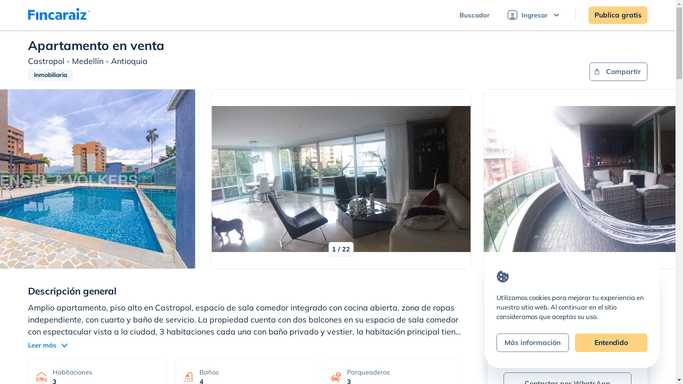 Fincaraiz
Buscador
Ingresar
Publica gratis
Apartamento en venta
Castropol - Medellín - Antioquia
Inmobiliaria
Compartir
ENGEL & VÖLKERS
1 / 22
Descripción general
Amplio apartamento, piso alto en Castropol, espacio de sala comedor integrado con cocina abierta, zona de ropas
independiente, con cuarto y baño de servicio. La propiedad cuenta con dos balcones en su espacio de sala comedor
con espectacular vista a la ciudad, 3 habitaciones cada una con baño privado y vestier, la habitación principal tien...
Leer más
Habitaciones
3
Baños
4
Parqueaderos
3
Utilizamos cookies para mejorar tu experiencia en
nuestro sitio web. Al continuar en el sitio
consideramos que aceptas su uso.
Más información
Entendido
Contactar por WhatsApp